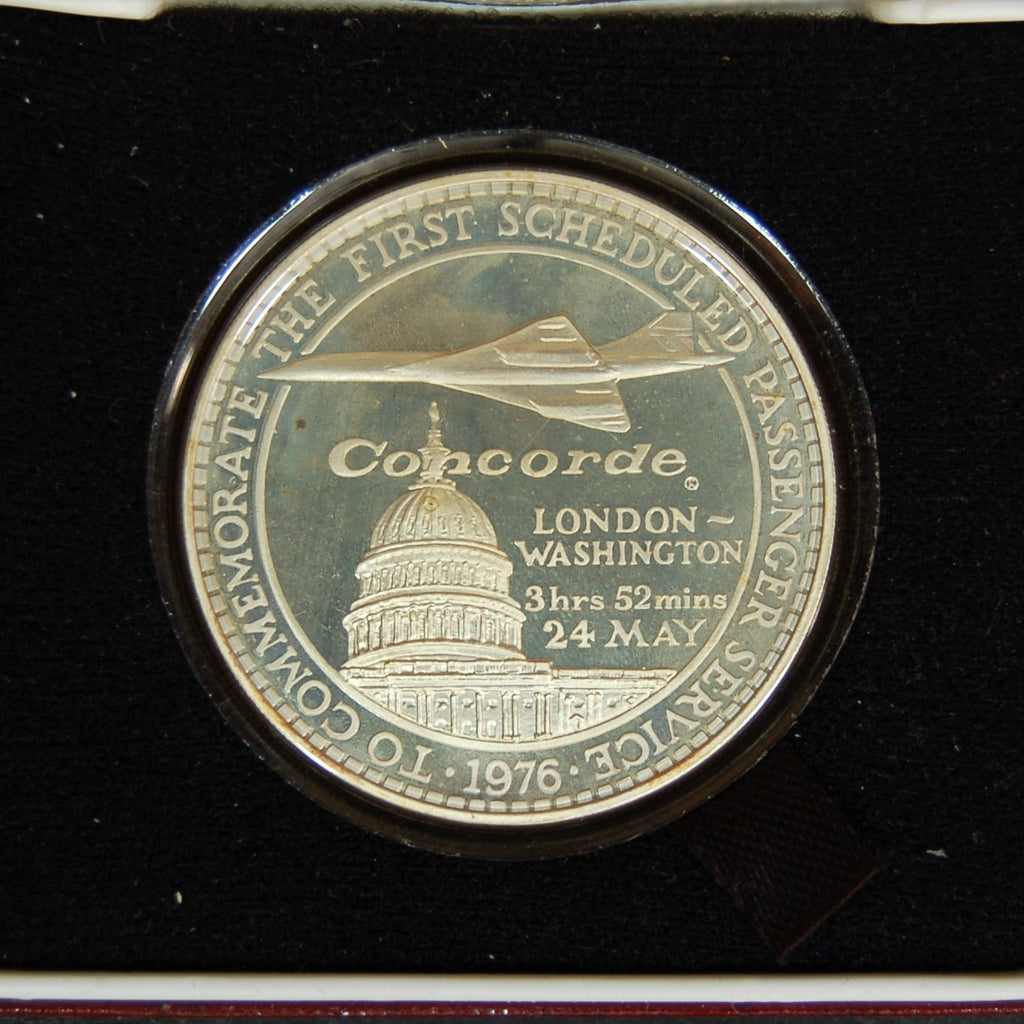 TO COMMEMORATE THE FIRST SCHEDULED PASSENGER SERVICE
· 1976 ·
Concorde
LONDON ~
WASHINGTON
3hrs 52mins
24 MAY